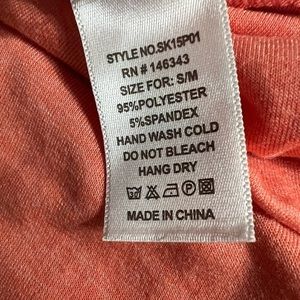 STYLE NO.SK15P01
RN # 146343
SIZE FOR: S/M
95%POLYESTER
5%SPANDEX
HAND WASH COLD
DO NOT BLEACH
HANG DRY
MADE IN CHINA